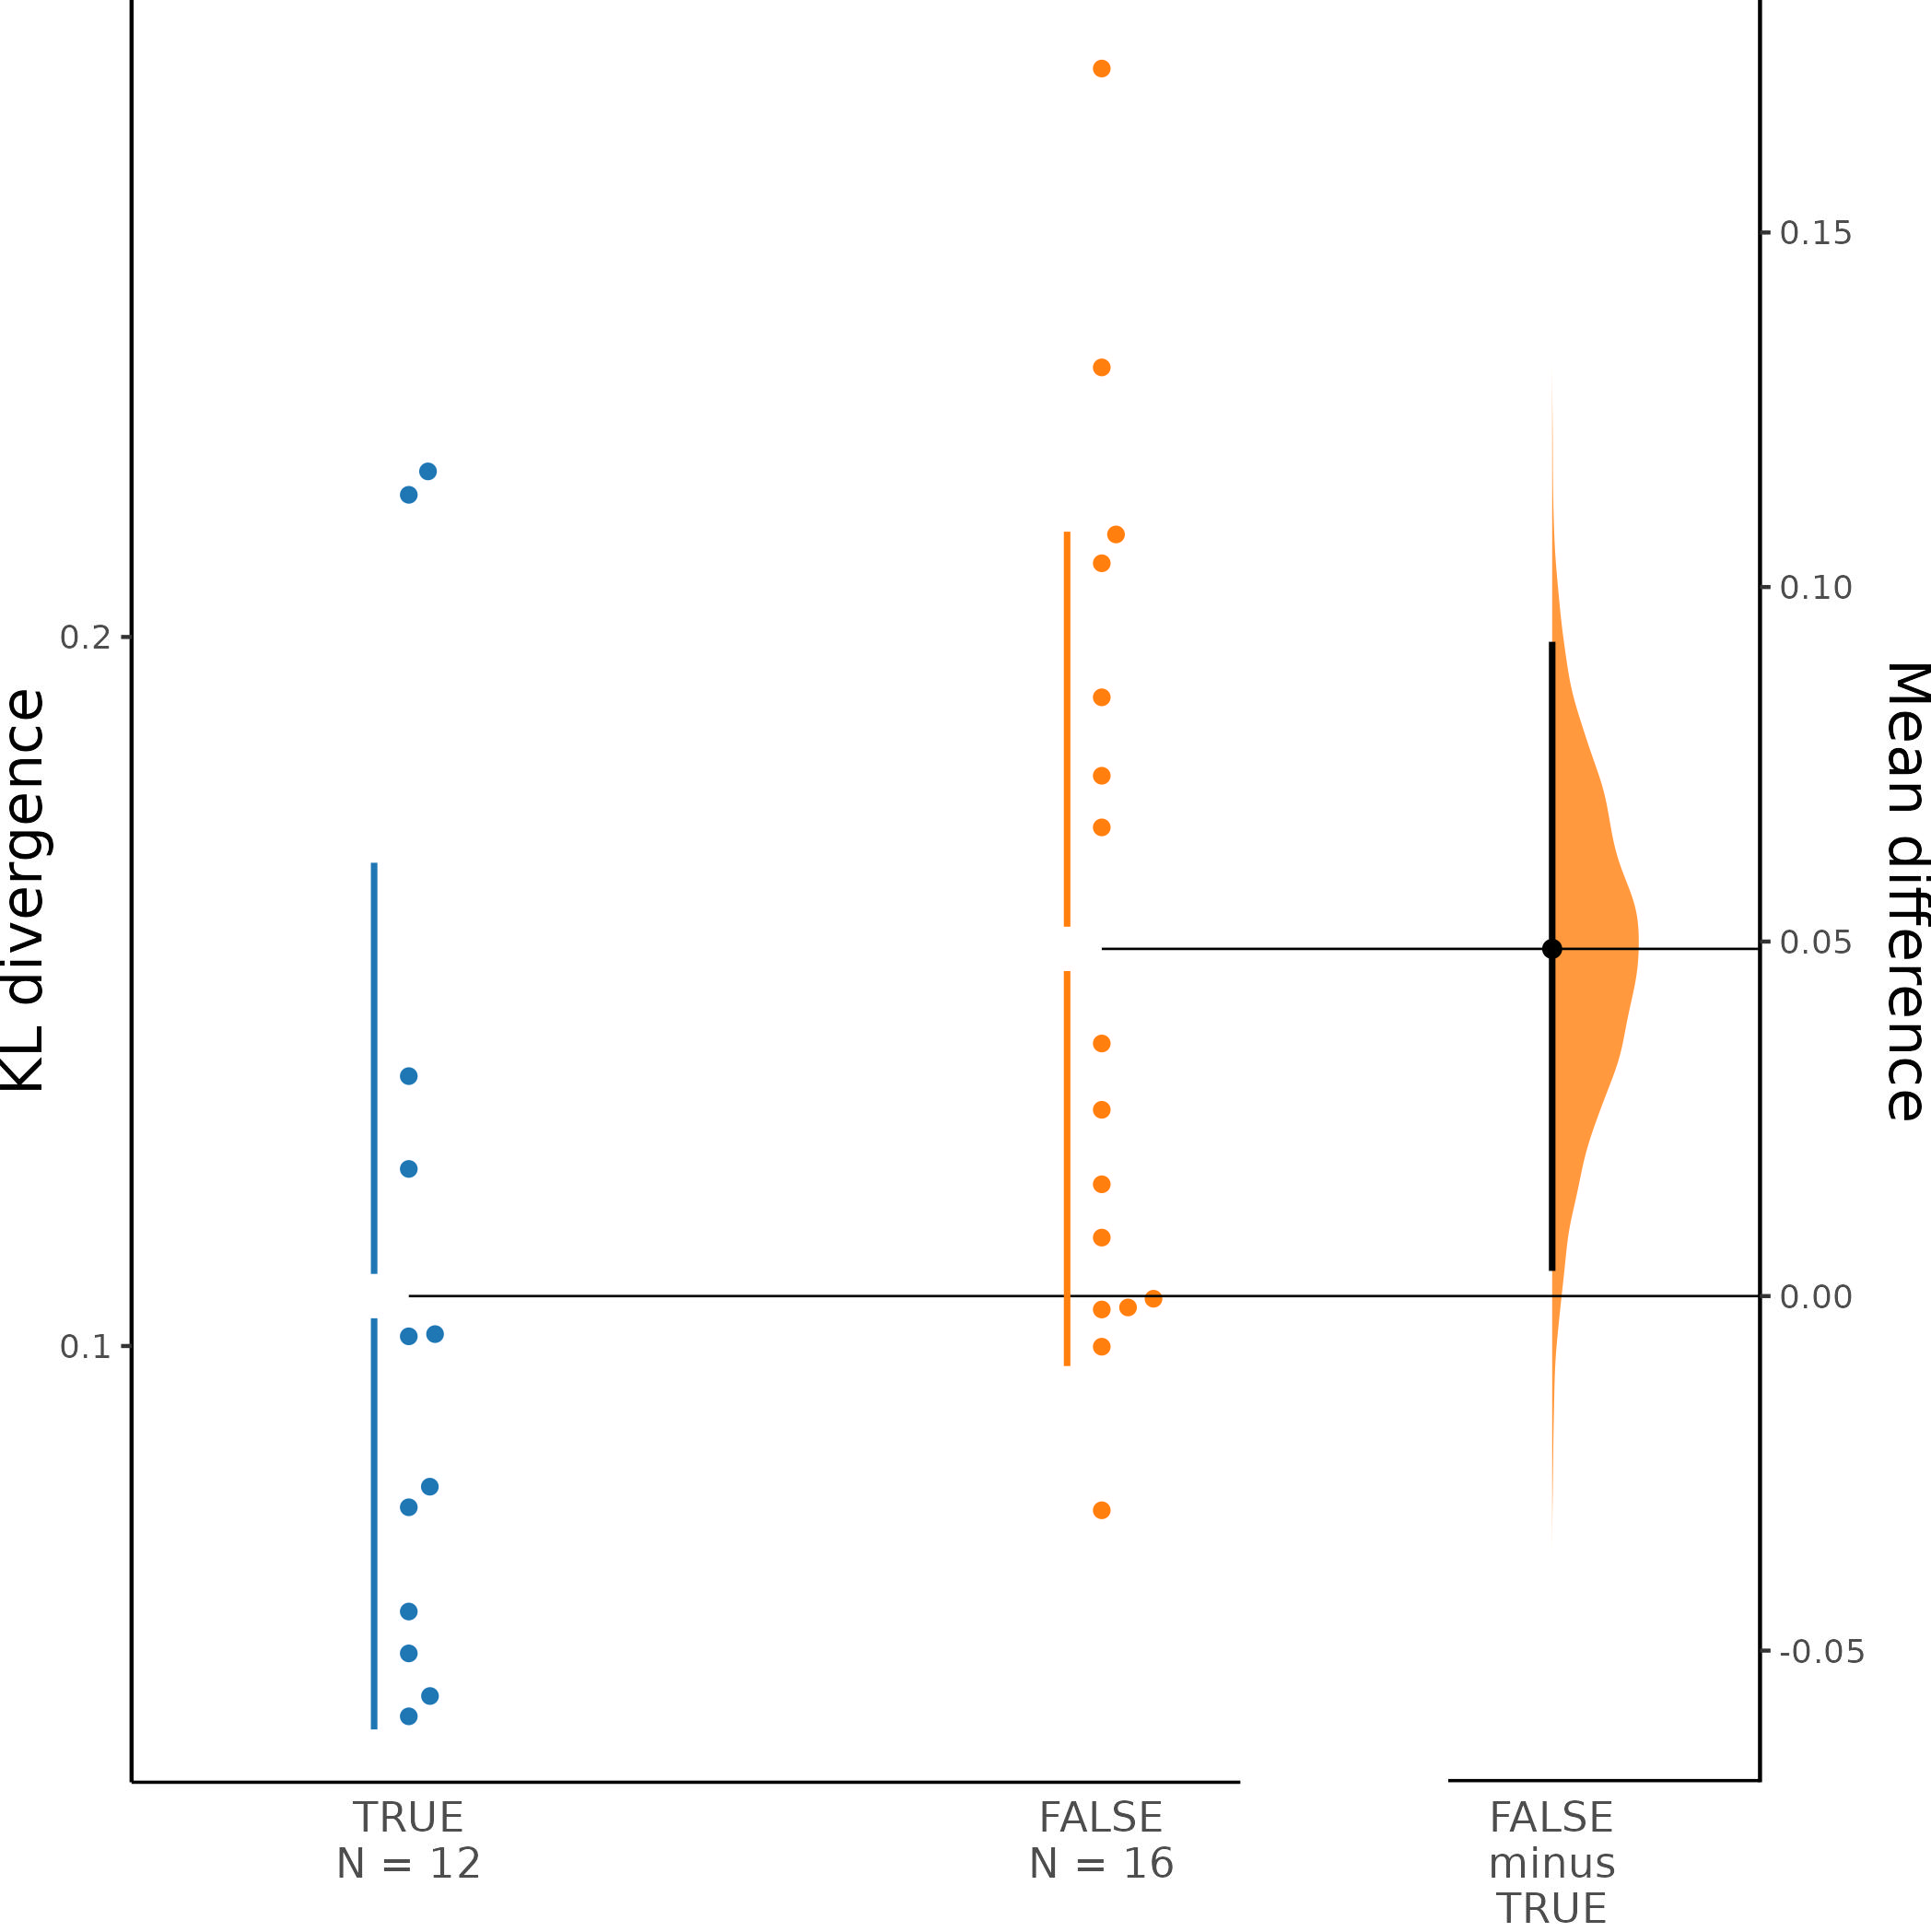 KL divergence
0.2
0.1
TRUE
N = 12
FALSE
N = 16
FALSE
minus
TRUE
0.15
0.10
0.05
0.00
-0.05
Mean difference